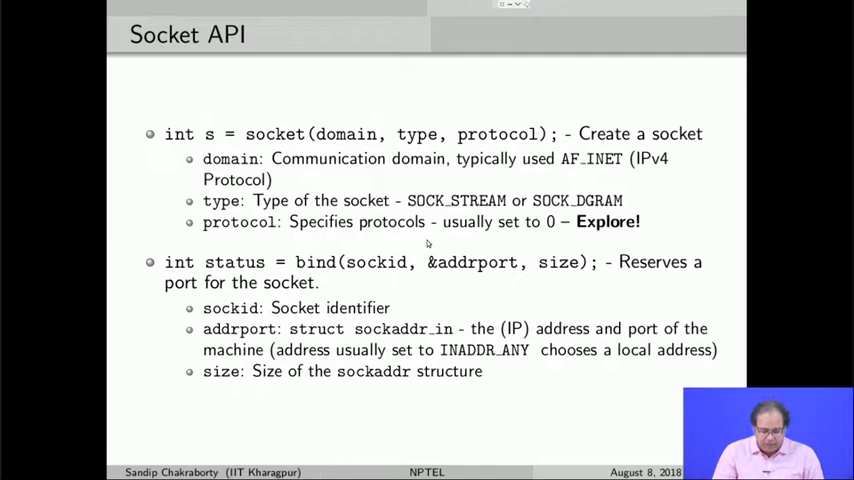 Socket API
int s = socket(domain, type, protocol); - Create a socket
domain: Communication domain, typically used AF_INET (IPv4
Protocol)
type: Type of the socket - SOCK_STREAM or SOCK_DGRAM
protocol: Specifies protocols - usually set to 0 – Explore!
int status = bind(sockid, &addrport, size); - Reserves a
port for the socket.
sockid: Socket identifier
addrport: struct sockaddr_in - the (IP) address and port of the
machine (address usually set to INADDR_ANY chooses a local address)
size: Size of the sockaddr structure
Sandip Chakraborty (IIT Kharagpur) NPTEL August 8, 2018